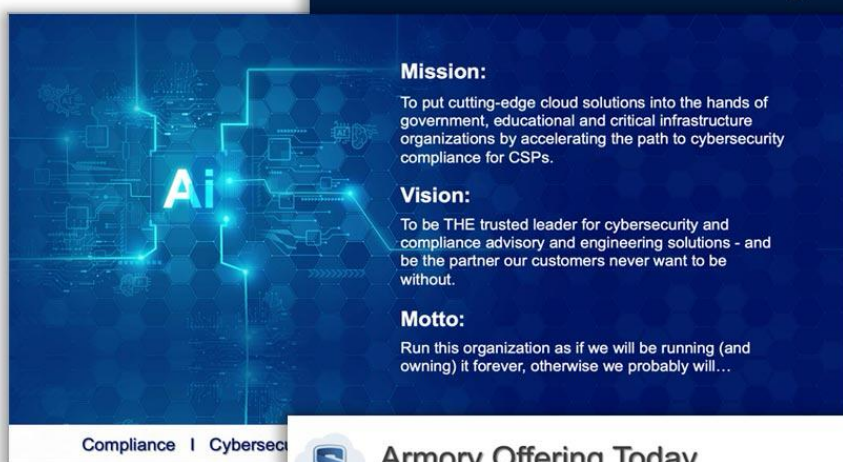 Mission:
To put cutting-edge cloud solutions into the hands of
government, educational and critical infrastructure
organizations by accelerating the path to cybersecurity
compliance for CSPs.
Vision:
To be THE trusted leader for cybersecurity and
compliance advisory and engineering solutions - and
be the partner our customers never want to be
without.
Motto:
Run this organization as if we will be running (and
owning) it forever, otherwise we probably will…
Ai
Compliance I Cybersecu
Armory Offering Today